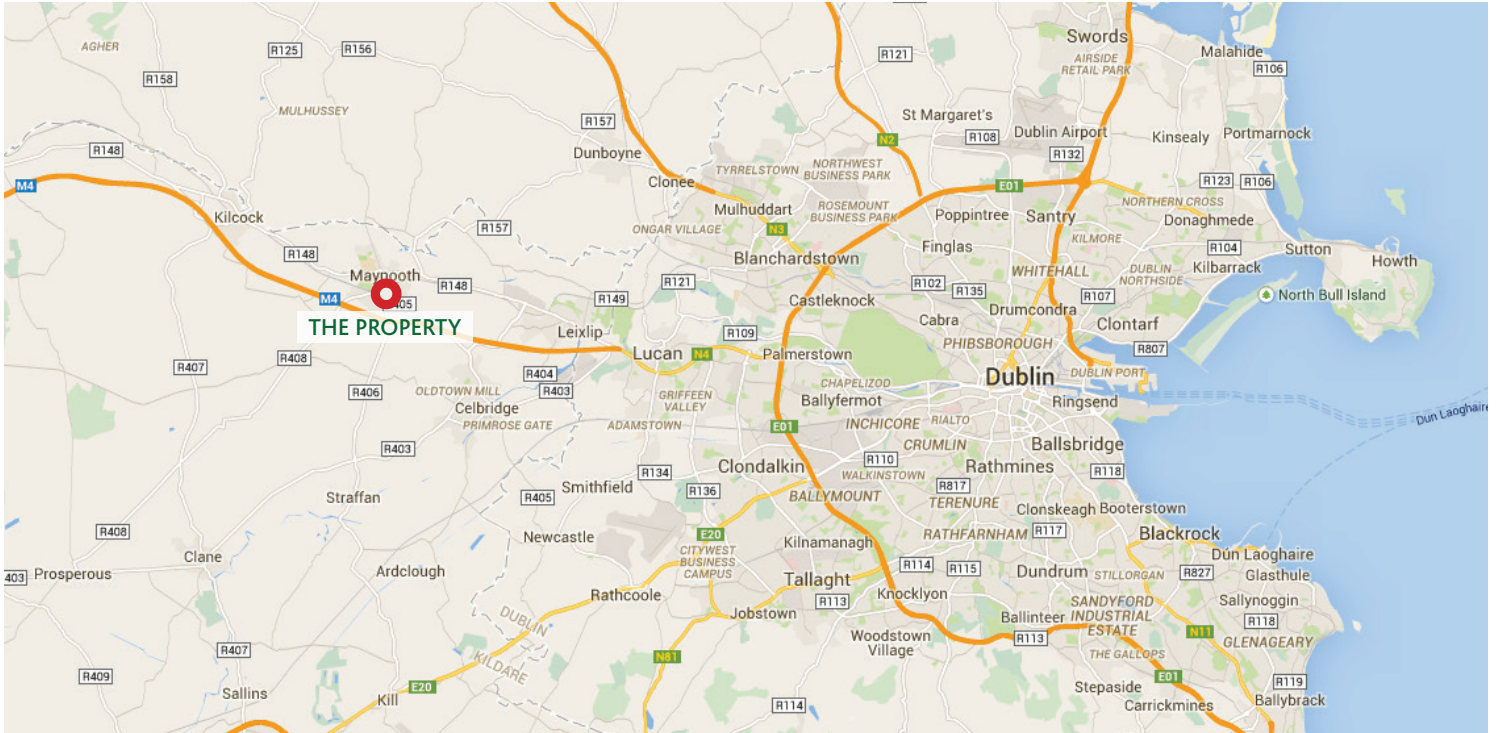 Swords
AGHER
R125
R156
R121
Malahide
R106
AIRSIDE
RETAIL PARK
R158
MULHUSSEY
R157
St Margaret's
R108
Dublin Airport
Kinsealy
Portmarnock
N2
R148
Dunboyne
R132
TYRRELSTOWN
NORTHWEST
BUSINESS PARK
M4
Clonee
E01
R123
R106
Kilcock
Mulhuddart
ROSEMOUNT
BUSINESS PARK
Poppintree
Santry
NORTHERN CROSS
Donaghmede
R157
ONGAR VILLAGE
N3
Finglas
KILMORE
R104
Sutton
R148
Blanchardstown
WHITEHALL
DUBLIN
NORTHSIDE
Kilbarrack
Howth
Maynooth
R148
R121
R102
R135
R107
North Bull Island
M4
R405
R149
Castleknock
Drumcondra
Cabra
Clontarf
THE PROPERTY
Leixlip
R109
PHIBSBOROUGH
R807
R408
Lucan
N4
Palmerstown
R407
R404
Dublin
DUBLIN PORT
R406
OLDTOWN MILL
R403
GRIFFEEN
VALLEY
CHAPELIZOD
Ballyfermot
Ringsend
Celbridge
PRIMROSE GATE
ADAMSTOWN
E01
INCHICORE
RIALTO
Dun Laoghaire
R403
CRUMLIN
Ballsbridge
R134
Clondalkin
R110
Rathmines
R118
Straffan
R405
Smithfield
R136
WALKINSTOWN
R817
BALLYMOUNT
TERENURE
Clonskeagh
Booterstown
R408
Newcastle
E20
Kilnamanagh
RATHFARNHAM
R117
Blackrock
Clane
CITYWEST
BUSINESS
CAMPUS
Dún Laoghaire
403
Prosperous
Ardclough
Tallaght
R114
R115
Dundrum
STILLORGAN
R827
Glasthule
Rathcoole
R113
Knocklyon
SANDYFORD
INDUSTRIAL
ESTATE
Sallynoggin
DUBLIN
Jobstown
Ballinteer
R118
R407
Woodstown
Village
R113
N11
GLENAGEARY
KILDARE
N81
THE GALLOPS
R409
E20
E01
R119
Sallins
Kill
R114
Stepaside
Carrickmines
Ballybrack